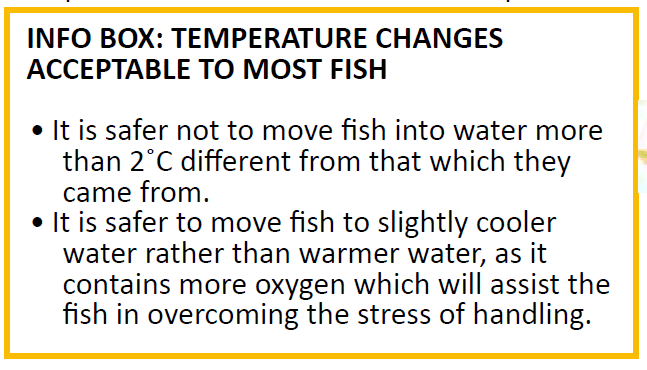 INFO BOX: TEMPERATURE CHANGES
ACCEPTABLE TO MOST FISH
• It is safer not to move fish into water more
than 2˚C different from that which they
came from.
• It is safer to move fish to slightly cooler
water rather than warmer water, as it
contains more oxygen which will assist the
fish in overcoming the stress of handling.